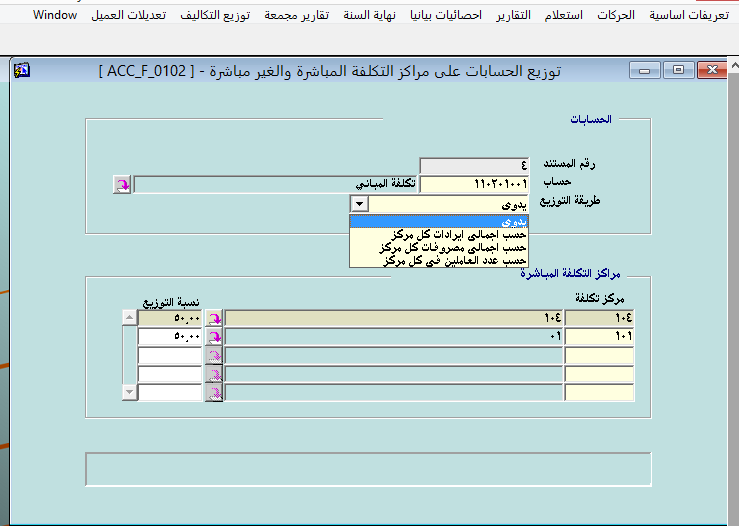 تعريفات اساسية الحركات استعلام التقارير احصائيات بيانيا نهاية السنة تقارير مجمعة توزيع التكاليف تعديلات العميل Window
توزيع الحسابات على مراكز التكلفة المباشرة والغير مباشرة - [ ACC_F_0102 ]
الحسابات
رقم المستند ٤
حساب ١١٠٢٠١٠٠١ تكلفة المباني
طريقة التوزيع يدوى
يدوى
حسب اجمالى ايرادات كل مركز
حسب اجمالى مصروفات كل مركز
حسب عدد العاملين فى كل مركز
مراكز التكلفة المباشرة
مركز تكلفة نسبة التوزيع
١٠٤ ١٠٤ ٥٠,٠٠
١٠١ ٠١ ٥٠,٠٠